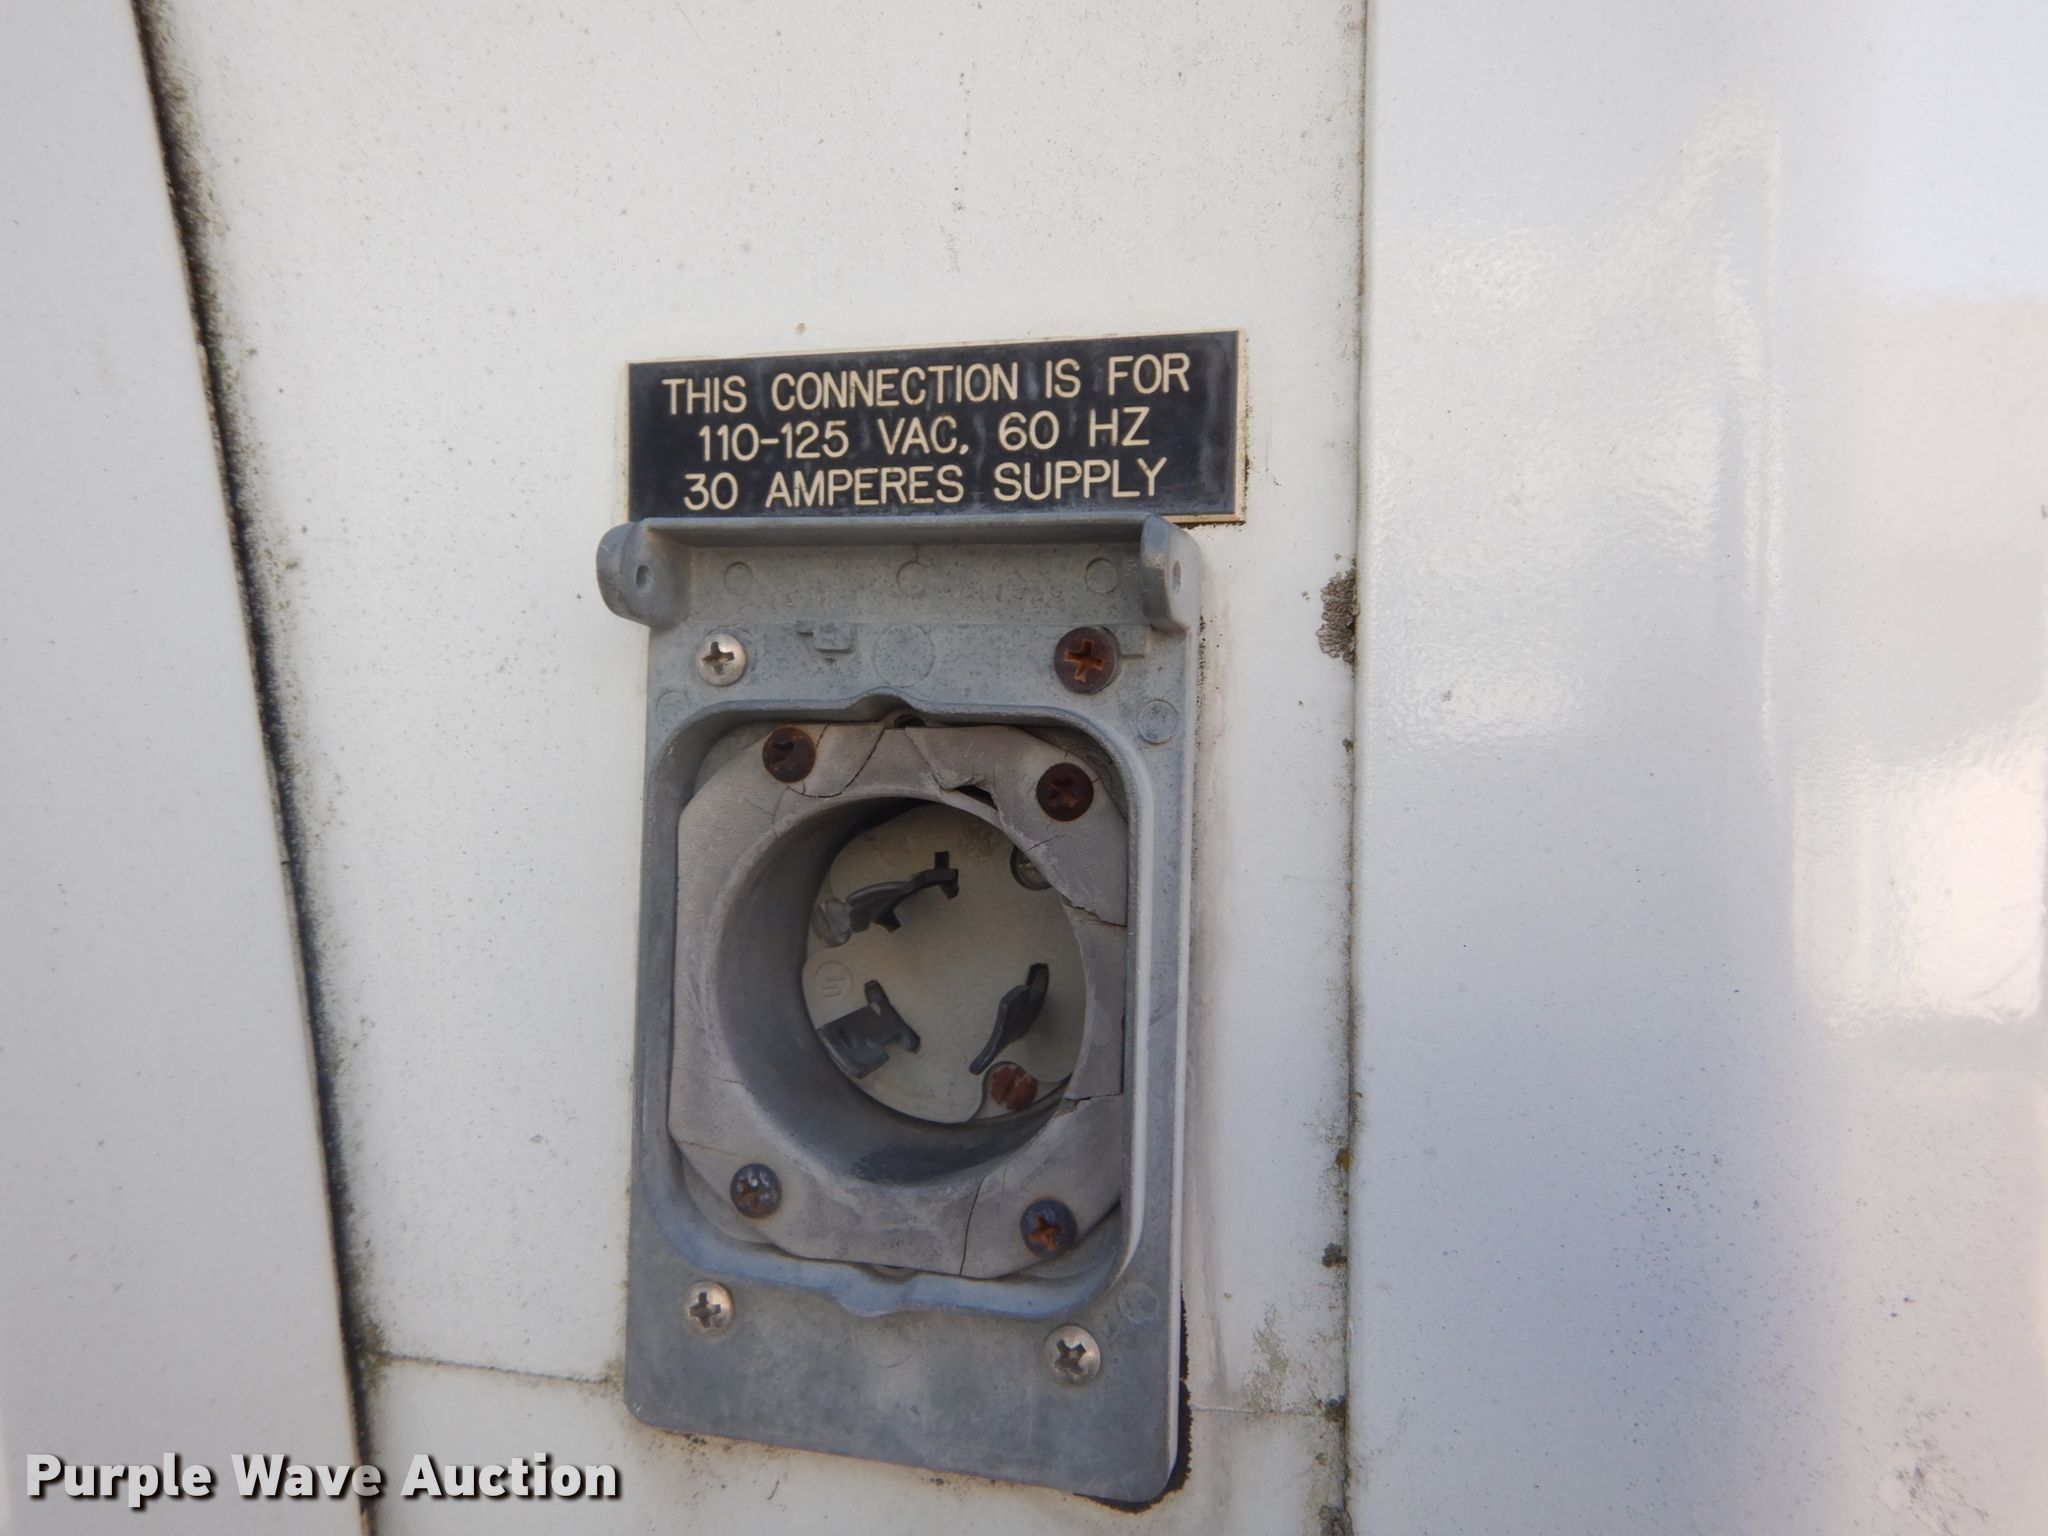 THIS CONNECTION IS FOR
110-125 VAC, 60 HZ
30 AMPERES SUPPLY
Purple Wave Auction